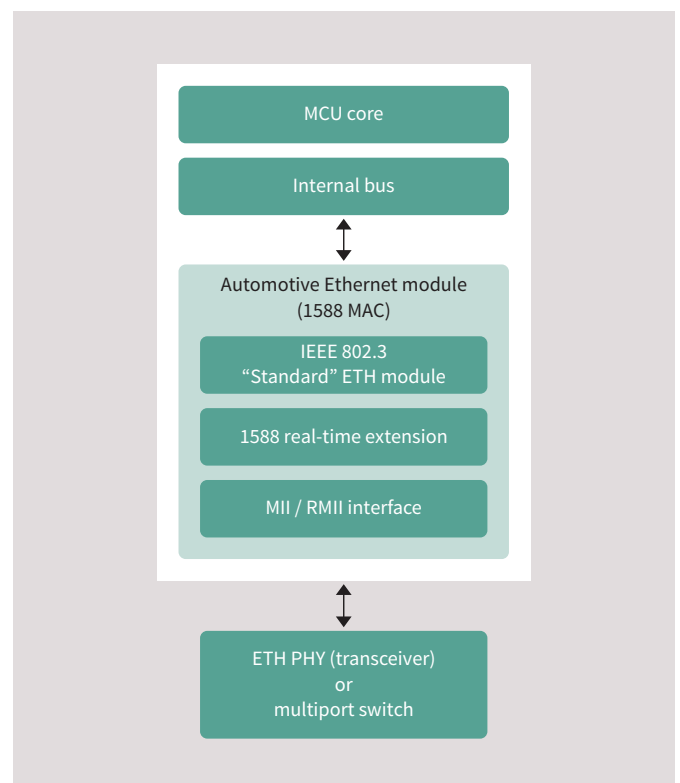 MCU core
Internal bus
Automotive Ethernet module
(1588 MAC)
IEEE 802.3
“Standard” ETH module
1588 real-time extension
MII / RMII interface
ETH PHY (transceiver)
or
multiport switch